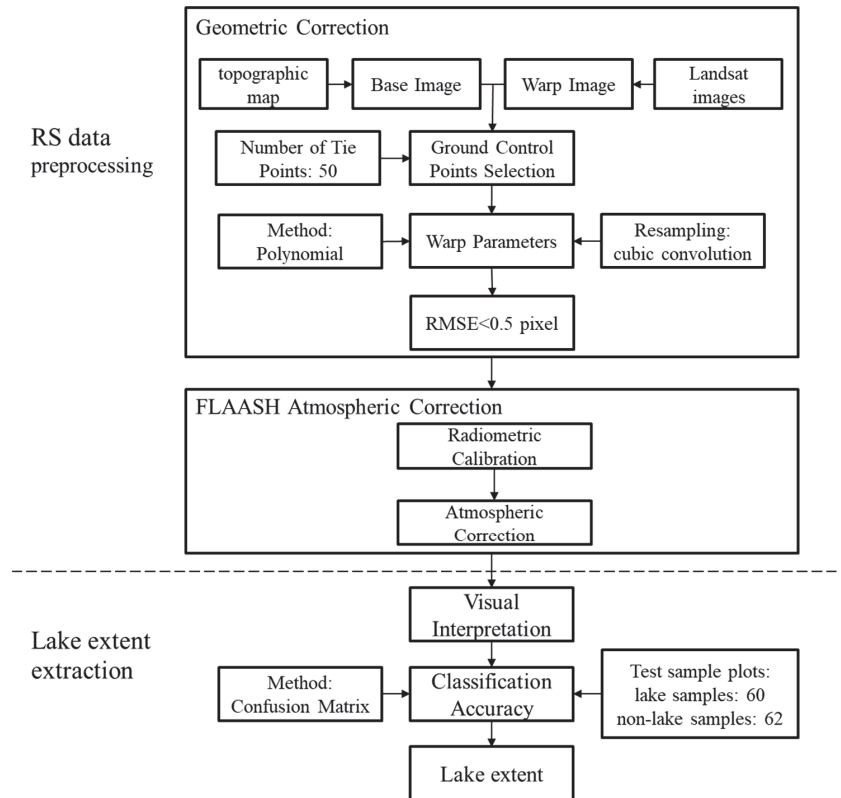 Geometric Correction
topographic
map
Base Image
Warp Image
Landsat
images
RS data
preprocessing
Number of Tie
Points: 50
Ground Control
Points Selection
Method:
Polynomial
Warp Parameters
Resampling:
cubic convolution
RMSE<0.5 pixel
FLAASH Atmospheric Correction
Radiometric
Calibration
Atmospheric
Correction
Visual
Interpretation
Lake extent
extraction
Method:
Confusion Matrix
Classification
Accuracy
Test sample plots:
lake samples: 60
non-lake samples: 62
Lake extent